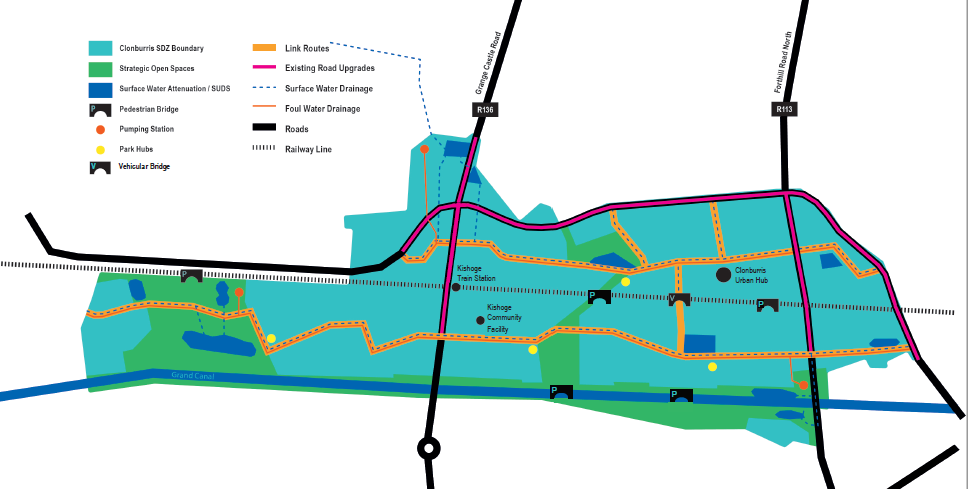 Clonburris SDZ Boundary
Strategic Open Spaces
Surface Water Attenuation / SUDS
P
Pedestrian Bridge
Pumping Station
Park Hubs
V
Vehicular Bridge
Link Routes
Existing Road Upgrades
Surface Water Drainage
Foul Water Drainage
Roads
Railway Line
Grange Castle Road
R136
Forthill Road North
R113
Kishoge
Train Station
Clonburris
Urban Hub
Kishoge
Community
Facility
P
P
V
P
Grand Canal
P
P